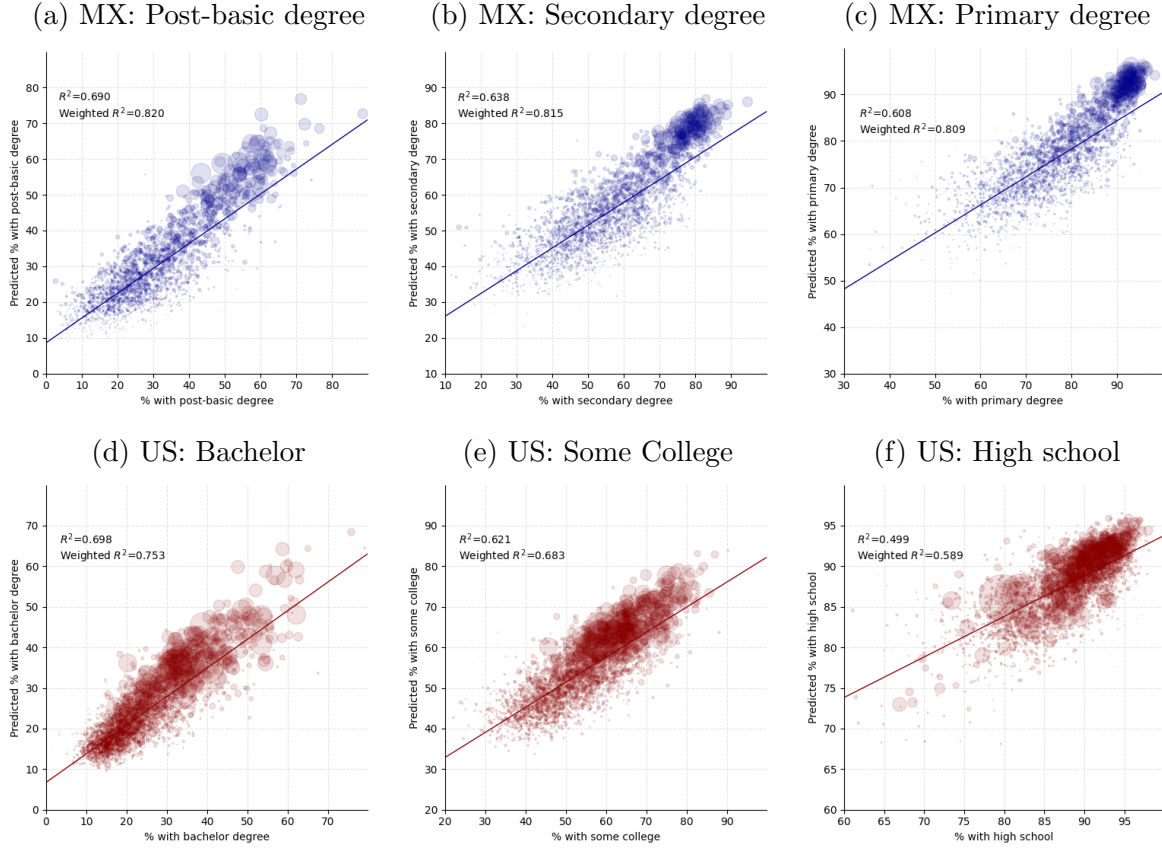 (a) MX: Post-basic degree
(b) MX: Secondary degree
(c) MX: Primary degree
R²=0.690
Weighted R²=0.820
Predicted % with post-basic degree
80
70
60
50
40
30
20
10
0
0 10 20 30 40 50 60 70 80
% with post-basic degree
R²=0.638
Weighted R²=0.815
Predicted % with secondary degree
90
80
70
60
50
40
30
20
10
10 20 30 40 50 60 70 80 90
% with secondary degree
R²=0.608
Weighted R²=0.809
Predicted % with primary degree
90
80
70
60
50
40
30
30 40 50 60 70 80 90
% with primary degree
(d) US: Bachelor
(e) US: Some College
(f) US: High school
R²=0.698
Weighted R²=0.753
Predicted % with bachelor degree
70
60
50
40
30
20
10
0
0 10 20 30 40 50 60 70
% with bachelor degree
R²=0.621
Weighted R²=0.683
Predicted % with some college
90
80
70
60
50
40
30
20
20 30 40 50 60 70 80 90
% with some college
R²=0.499
Weighted R²=0.589
Predicted % with high school
95
90
85
80
75
70
65
60
60 65 70 75 80 85 90 95
% with high school